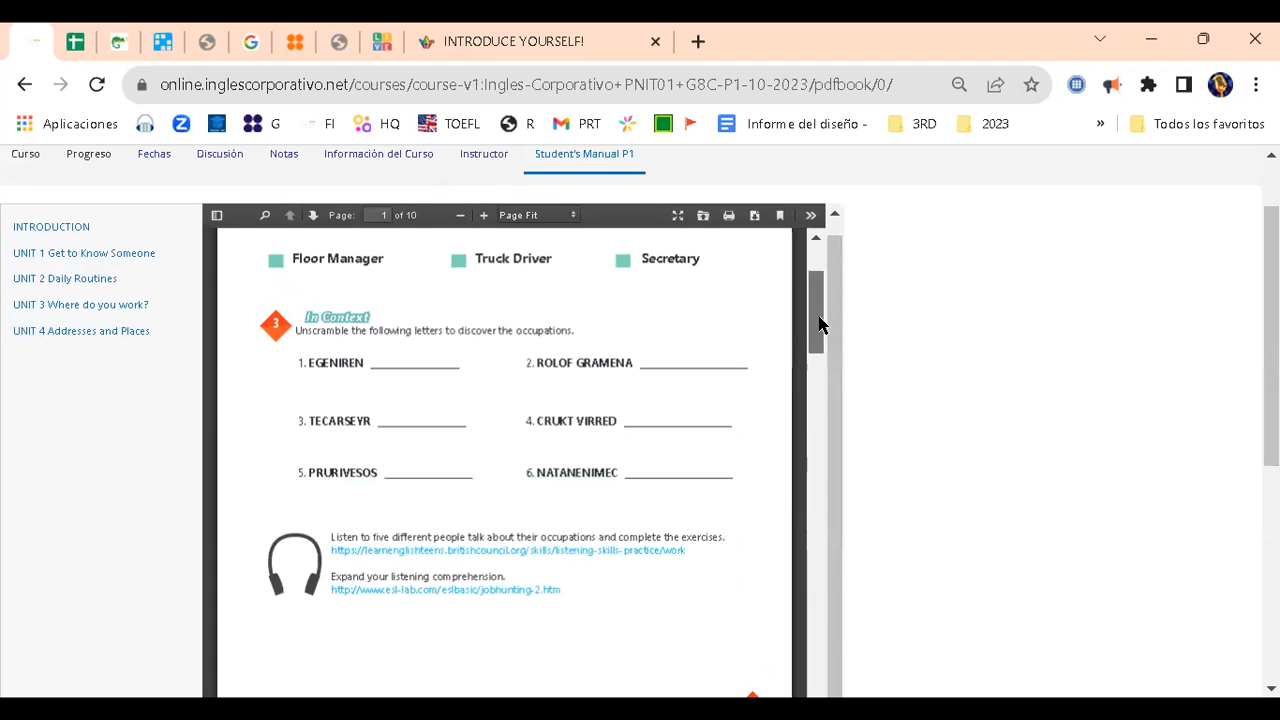 INTRODUCE YOURSELF!
online.inglescorporativo.net/courses/course-v1:Ingles-Corporativo+PNIT01+G8C-P1-10-2023/pdfbook/0/
Aplicaciones G FI HQ TOEFL R PRT Informe del diseño - 3RD 2023 » Todos los favoritos
Curso Progreso Fechas Discusión Notas Información del Curso Instructor Student's Manual P1
Page: 1 of 10 Page Fit
INTRODUCTION
UNIT 1 Get to Know Someone
UNIT 2 Daily Routines
UNIT 3 Where do you work?
UNIT 4 Addresses and Places
Floor Manager Truck Driver Secretary
3 In Context
Unscramble the following letters to discover the occupations.
1. EGENIREN ____________ 2. ROLOF GRAMENA ____________
3. TECARSEYR ____________ 4. CRUKT VIRRED ____________
5. PRURIVESOS ____________ 6. NATANENIMEC ____________
Listen to five different people talk about their occupations and complete the exercises.
https://learnenglishteens.britishcouncil.org/skills/listening-skills-practice/work
Expand your listening comprehension.
http://www.esl-lab.com/eslbasic/jobhunting-2.htm